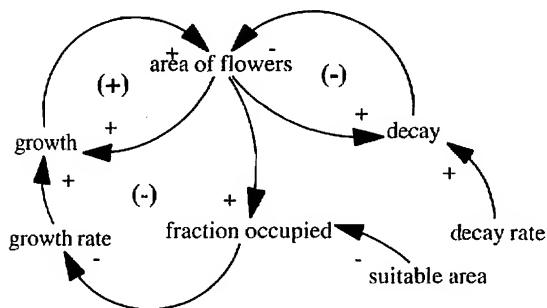 + -
area of flowers
(+) (-)
+ +
growth decay
+ (-) +
+
growth rate fraction occupied decay rate
- -
suitable area